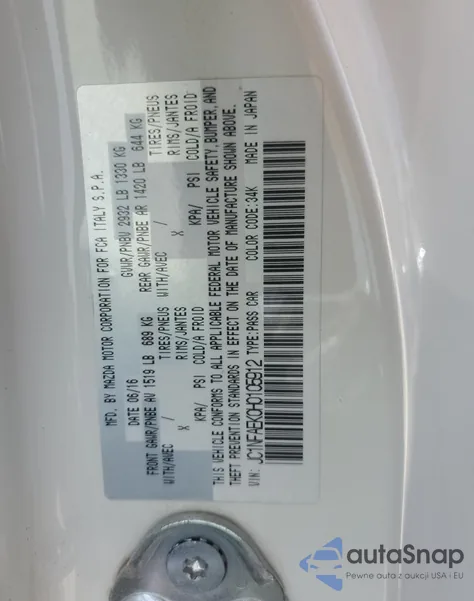 MFD. BY MAZDA MOTOR CORPORATION FOR FCA ITALY S.P.A.
DATE 06/16 GVWR/PNBV 2932 LB 1330 KG
FRONT GAWR/PNBE AV 1519 LB 689 KG REAR GAWR/PNBE AR 1420 LB 644 KG
WITH/AVEC / TIRES/PNEUS WITH/AVEC / TIRES/PNEUS
X RIMS/JANTES X RIMS/JANTES
KPA/ PSI COLD/A FROID KPA/ PSI COLD/A FROID
THIS VEHICLE CONFORMS TO ALL APPLICABLE FEDERAL MOTOR VEHICLE SAFETY,BUMPER,AND
THEFT PREVENTION STANDARDS IN EFFECT ON THE DATE OF MANUFACTURE SHOWN ABOVE.
VIN: JC1NFAEK0H0105912 TYPE:PASS CAR COLOR CODE:34K MADE IN JAPAN
autoSnap
Pewne auta z aukcji USA i EU